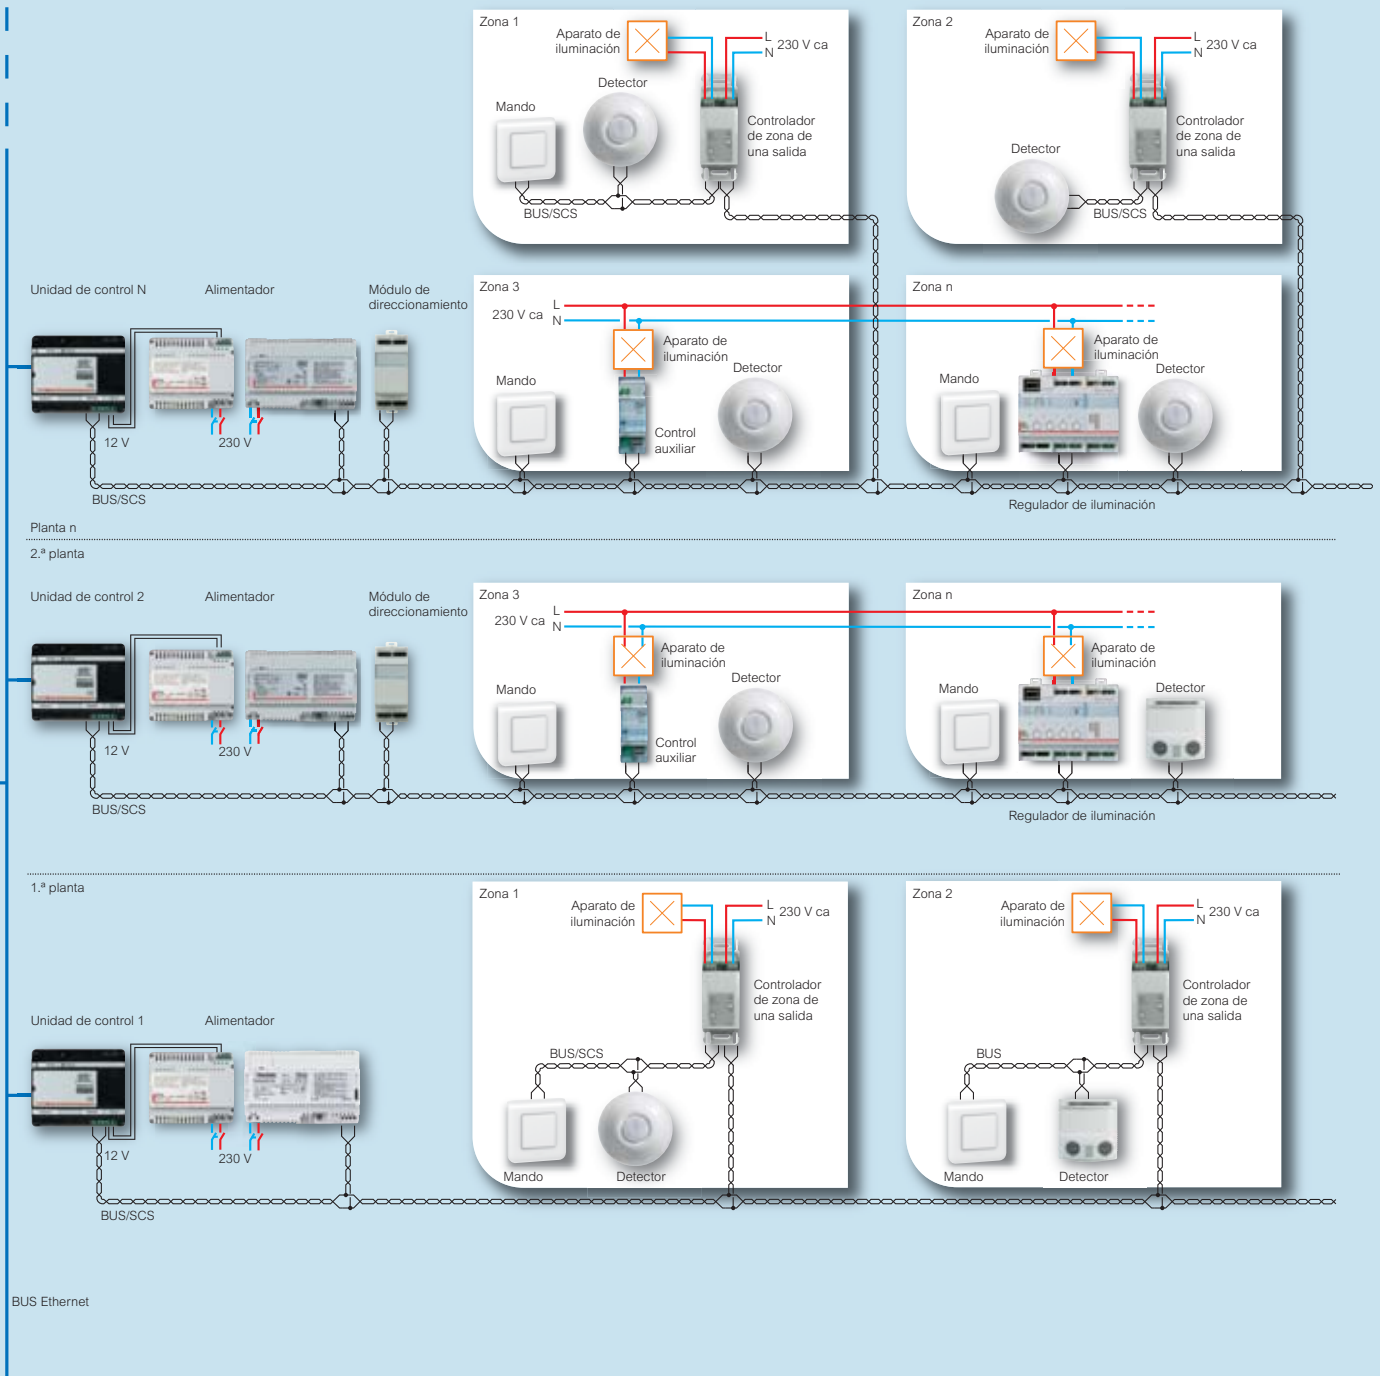 Zona 1
Aparato de
iluminación
L
N
230 V ca
Detector
Mando
Controlador
de zona de
una salida
BUS/SCS
Zona 2
Aparato de
iluminación
L
N
230 V ca
Detector
Controlador
de zona de
una salida
BUS/SCS
Unidad de control N
Alimentador
Módulo de
direccionamiento
12 V
230 V
BUS/SCS
Zona 3
L
230 V ca
N
Aparato de
iluminación
Mando
Detector
Control
auxiliar
Zona n
Aparato de
iluminación
Mando
Detector
Regulador de iluminación
Planta n
2.ª planta
Unidad de control 2
Alimentador
Módulo de
direccionamiento
12 V
230 V
BUS/SCS
Zona 3
L
230 V ca
N
Aparato de
iluminación
Mando
Detector
Control
auxiliar
Zona n
Aparato de
iluminación
Mando
Detector
Regulador de iluminación
1.ª planta
Zona 1
Aparato de
iluminación
L
N
230 V ca
Controlador
de zona de
una salida
BUS/SCS
Mando
Detector
Zona 2
Aparato de
iluminación
L
N
230 V ca
Controlador
de zona de
una salida
BUS
Mando
Detector
Unidad de control 1
Alimentador
12 V
230 V
BUS/SCS
BUS Ethernet